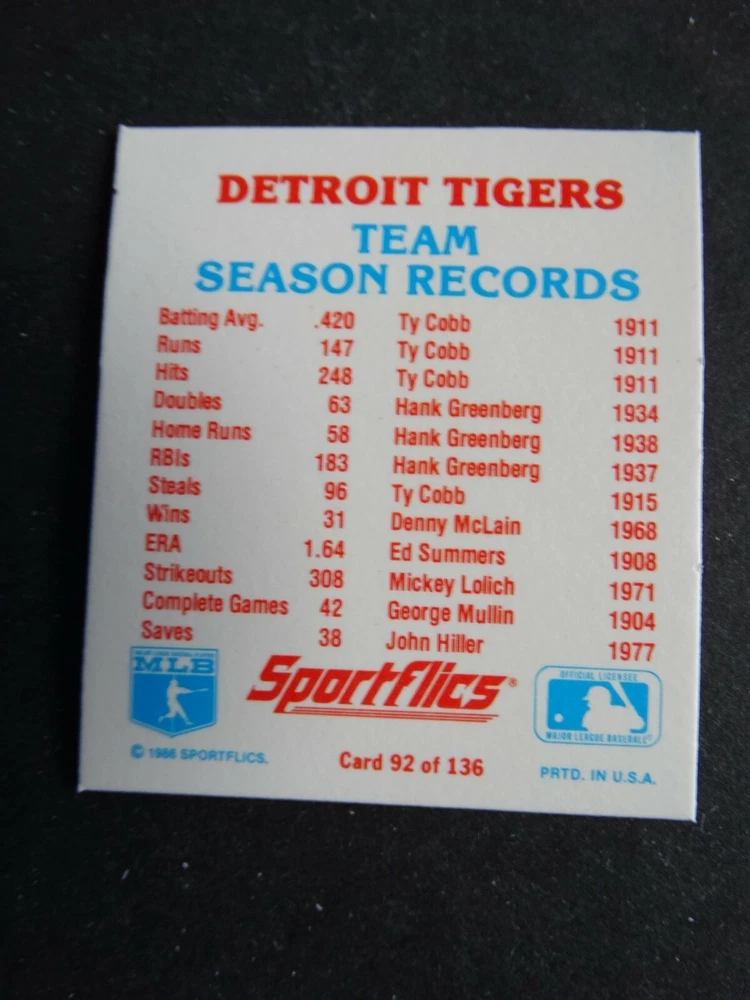 DETROIT TIGERS
TEAM
SEASON RECORDS
Batting Avg. .420 Ty Cobb 1911
Runs 147 Ty Cobb 1911
Hits 248 Ty Cobb 1911
Doubles 63 Hank Greenberg 1934
Home Runs 58 Hank Greenberg 1938
RBIs 183 Hank Greenberg 1937
Steals 96 Ty Cobb 1915
Wins 31 Denny McLain 1968
ERA 1.64 Ed Summers 1908
Strikeouts 308 Mickey Lolich 1971
Complete Games 42 George Mullin 1904
Saves 38 John Hiller 1977
MLB
Sportflics®
OFFICIAL LICENSEE
MAJOR LEAGUE BASEBALL®
© 1986 SPORTFLICS.
Card 92 of 136
PRTD. IN U.S.A.